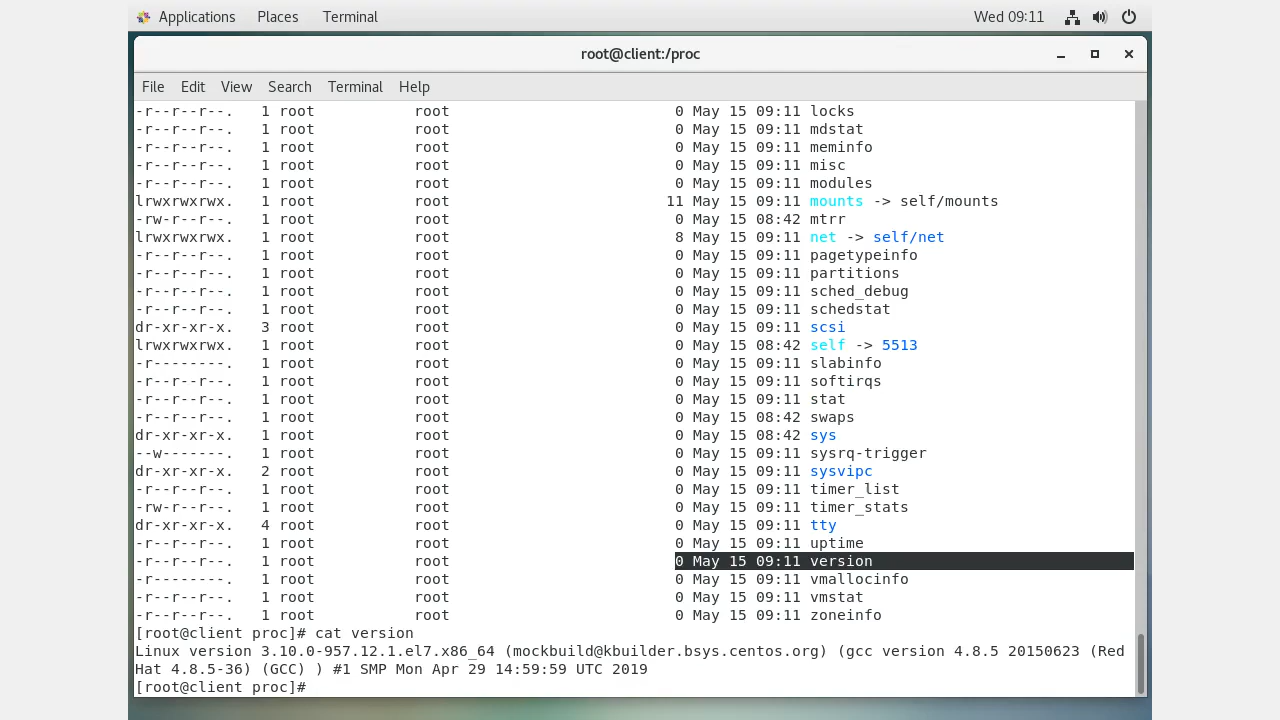 Applications Places Terminal Wed 09:11
root@client:/proc
File Edit View Search Terminal Help
-r--r--r--. 1 root root 0 May 15 09:11 locks
-r--r--r--. 1 root root 0 May 15 09:11 mdstat
-r--r--r--. 1 root root 0 May 15 09:11 meminfo
-r--r--r--. 1 root root 0 May 15 09:11 misc
-r--r--r--. 1 root root 0 May 15 09:11 modules
lrwxrwxrwx. 1 root root 11 May 15 09:11 mounts -> self/mounts
-rw-r--r--. 1 root root 0 May 15 08:42 mtrr
lrwxrwxrwx. 1 root root 8 May 15 09:11 net -> self/net
-r--r--r--. 1 root root 0 May 15 09:11 pagetypeinfo
-r--r--r--. 1 root root 0 May 15 09:11 partitions
-r--r--r--. 1 root root 0 May 15 09:11 sched_debug
-r--r--r--. 1 root root 0 May 15 09:11 schedstat
dr-xr-xr-x. 3 root root 0 May 15 09:11 scsi
lrwxrwxrwx. 1 root root 0 May 15 08:42 self -> 5513
-r--------. 1 root root 0 May 15 09:11 slabinfo
-r--r--r--. 1 root root 0 May 15 09:11 softirqs
-r--r--r--. 1 root root 0 May 15 09:11 stat
-r--r--r--. 1 root root 0 May 15 08:42 swaps
dr-xr-xr-x. 1 root root 0 May 15 08:42 sys
--w-------. 1 root root 0 May 15 09:11 sysrq-trigger
dr-xr-xr-x. 2 root root 0 May 15 09:11 sysvipc
-r--r--r--. 1 root root 0 May 15 09:11 timer_list
-rw-r--r--. 1 root root 0 May 15 09:11 timer_stats
dr-xr-xr-x. 4 root root 0 May 15 09:11 tty
-r--r--r--. 1 root root 0 May 15 09:11 uptime
-r--r--r--. 1 root root 0 May 15 09:11 version
-r--------. 1 root root 0 May 15 09:11 vmallocinfo
-r--r--r--. 1 root root 0 May 15 09:11 vmstat
-r--r--r--. 1 root root 0 May 15 09:11 zoneinfo
[root@client proc]# cat version
Linux version 3.10.0-957.12.1.el7.x86_64 (mockbuild@kbuilder.bsys.centos.org) (gcc version 4.8.5 20150623 (Red
Hat 4.8.5-36) (GCC) ) #1 SMP Mon Apr 29 14:59:59 UTC 2019
[root@client proc]#